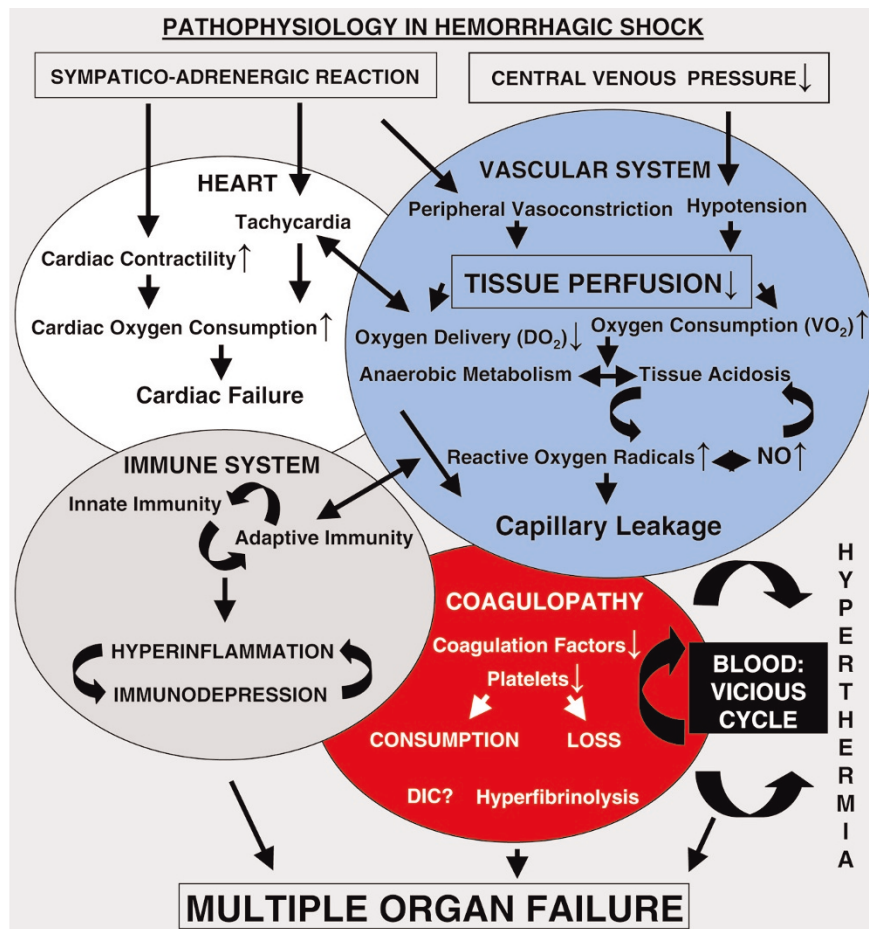 PATHOPHYSIOLOGY IN HEMORRHAGIC SHOCK
SYMPATICO-ADRENERGIC REACTION
CENTRAL VENOUS PRESSURE↓
HEART
Tachycardia
Cardiac Contractility↑
Cardiac Oxygen Consumption↑
Cardiac Failure
VASCULAR SYSTEM
Peripheral Vasoconstriction
Hypotension
TISSUE PERFUSION↓
Oxygen Delivery (DO₂)↓
Oxygen Consumption (VO₂)↑
Anaerobic Metabolism
Tissue Acidosis
Reactive Oxygen Radicals↑
NO↑
Capillary Leakage
IMMUNE SYSTEM
Innate Immunity
Adaptive Immunity
HYPERINFLAMMATION
IMMUNODEPRESSION
COAGULOPATHY
Coagulation Factors↓
Platelets↓
CONSUMPTION
LOSS
DIC?
Hyperfibrinolysis
BLOOD:
VICIOUS
CYCLE
HYPERTHERMIA
MULTIPLE ORGAN FAILURE